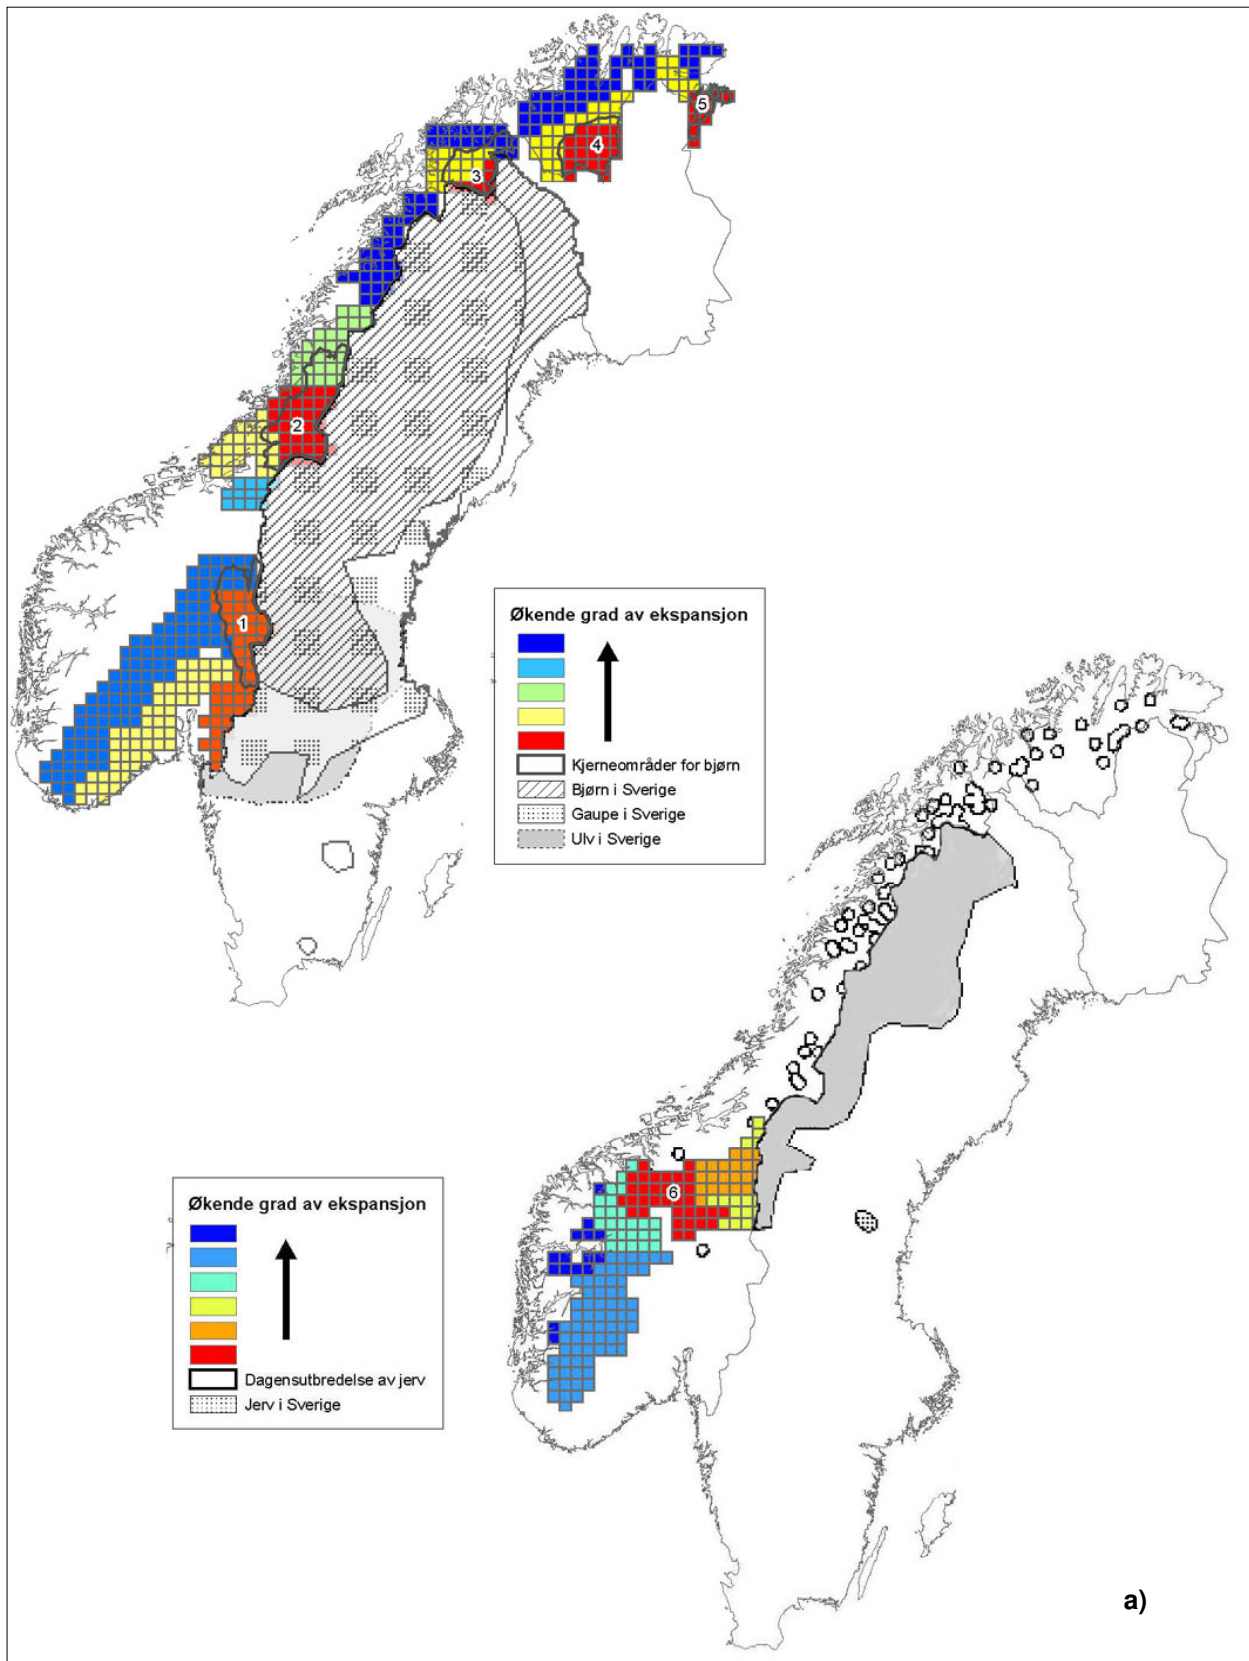 5
4
3
2
1
Økende grad av ekspansjon
Kjerneområder for bjørn
Bjørn i Sverige
Gaupe i Sverige
Ulv i Sverige
6
Økende grad av ekspansjon
Dagensutbredelse av jerv
Jerv i Sverige
a)